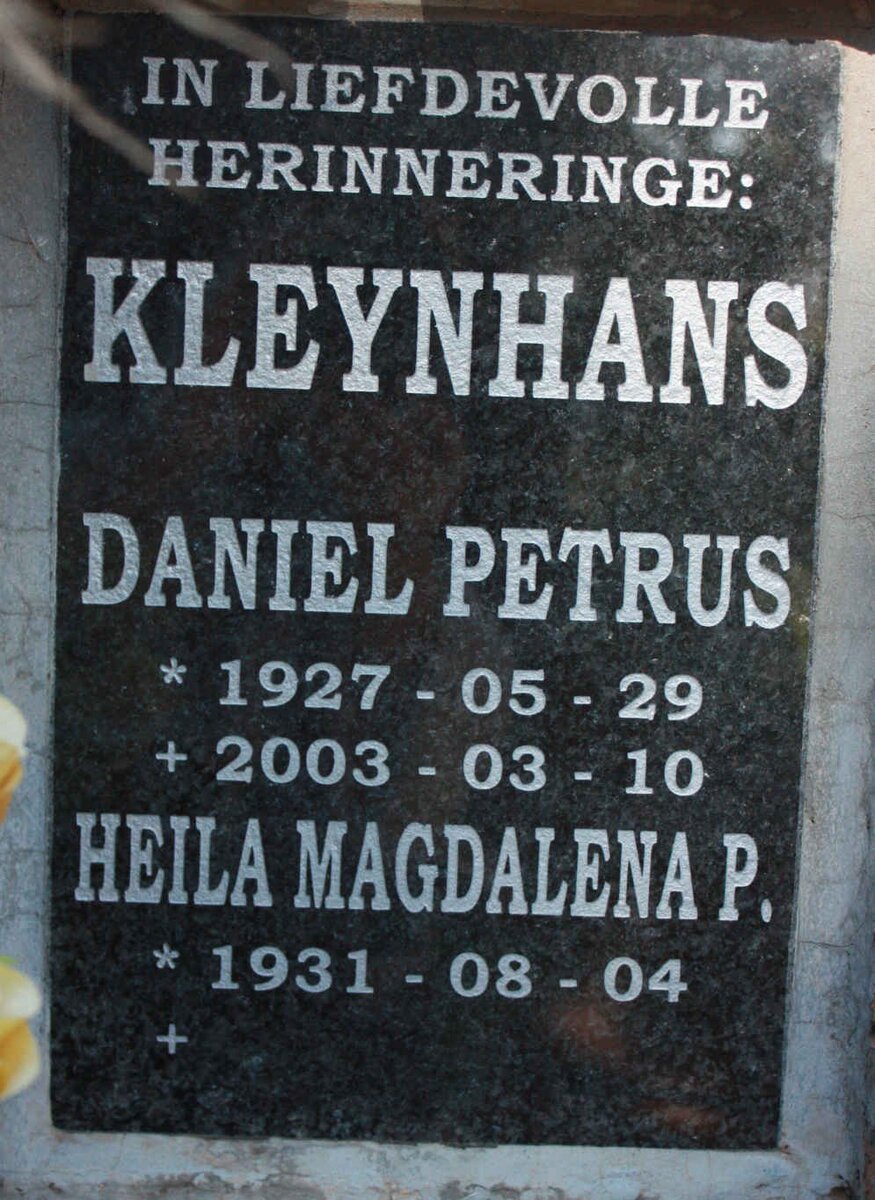 IN LIEFDEVOLLE
HERINNERINGE:
KLEYNHANS
DANIEL PETRUS
* 1927 - 05 - 29
+ 2003 - 03 - 10
HEILA MAGDALENA P.
* 1931 - 08 - 04
+